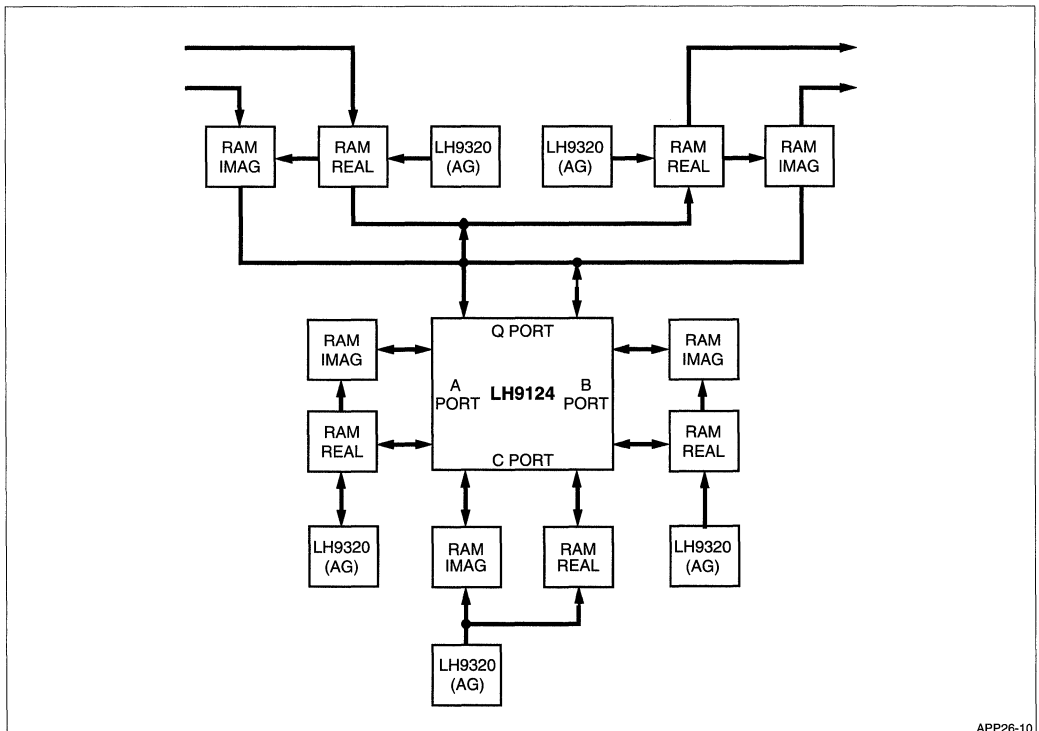 RAM
IMAG
RAM
REAL
LH9320
(AG)
LH9320
(AG)
RAM
REAL
RAM
IMAG
Q PORT
RAM
IMAG
A
PORT
LH9124
B
PORT
RAM
IMAG
RAM
REAL
RAM
REAL
C PORT
LH9320
(AG)
RAM
IMAG
RAM
REAL
LH9320
(AG)
LH9320
(AG)
APP26-10